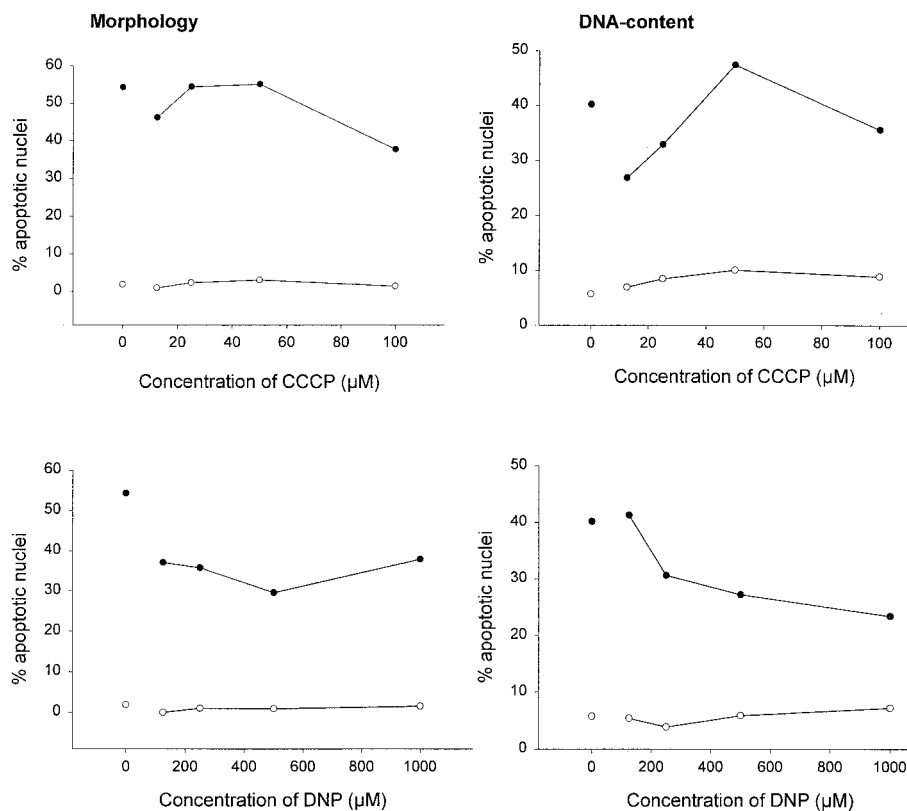 Morphology
DNA-content
% apoptotic nuclei
60
50
40
30
20
10
0
0 20 40 60 80 100
Concentration of CCCP (µM)
% apoptotic nuclei
50
40
30
20
10
0
0 20 40 60 80 100
Concentration of CCCP (µM)
% apoptotic nuclei
60
50
40
30
20
10
0
0 200 400 600 800 1000
Concentration of DNP (µM)
% apoptotic nuclei
50
40
30
20
10
0
0 200 400 600 800 1000
Concentration of DNP (µM)